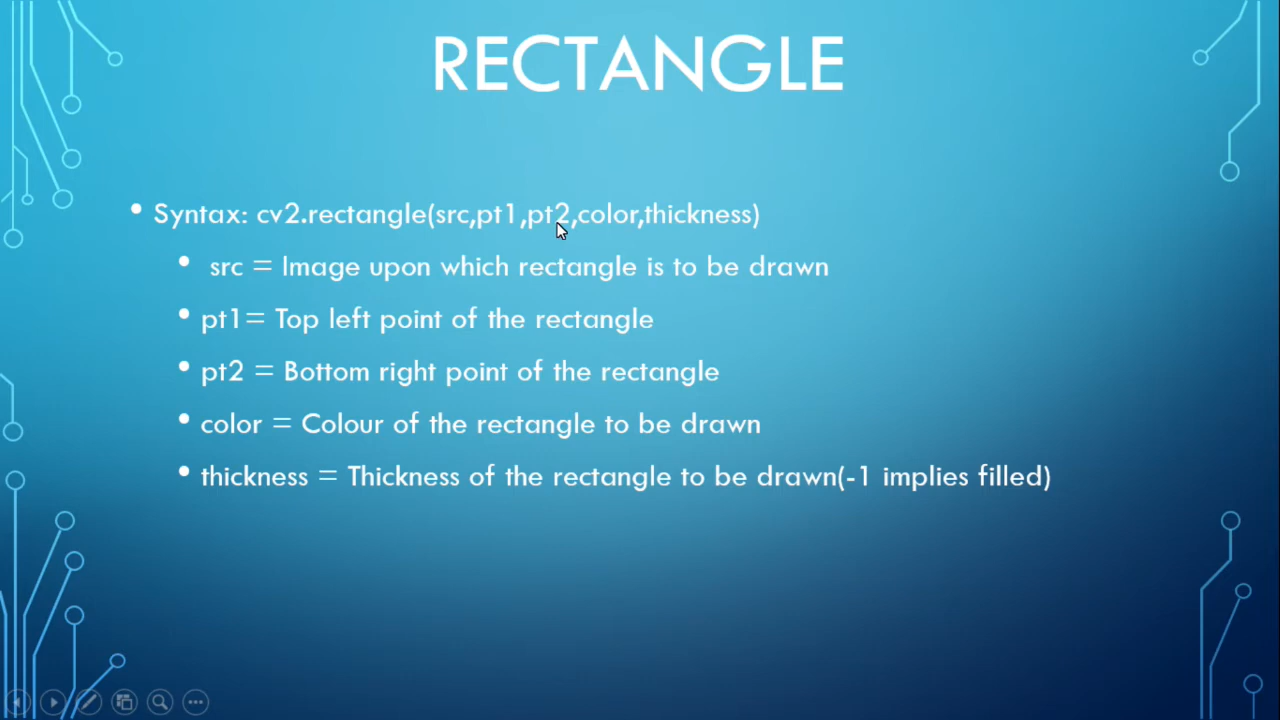 RECTANGLE
• Syntax: cv2.rectangle(src,pt1,pt2,color,thickness)
• src = Image upon which rectangle is to be drawn
• pt1= Top left point of the rectangle
• pt2 = Bottom right point of the rectangle
• color = Colour of the rectangle to be drawn
• thickness = Thickness of the rectangle to be drawn(-1 implies filled)